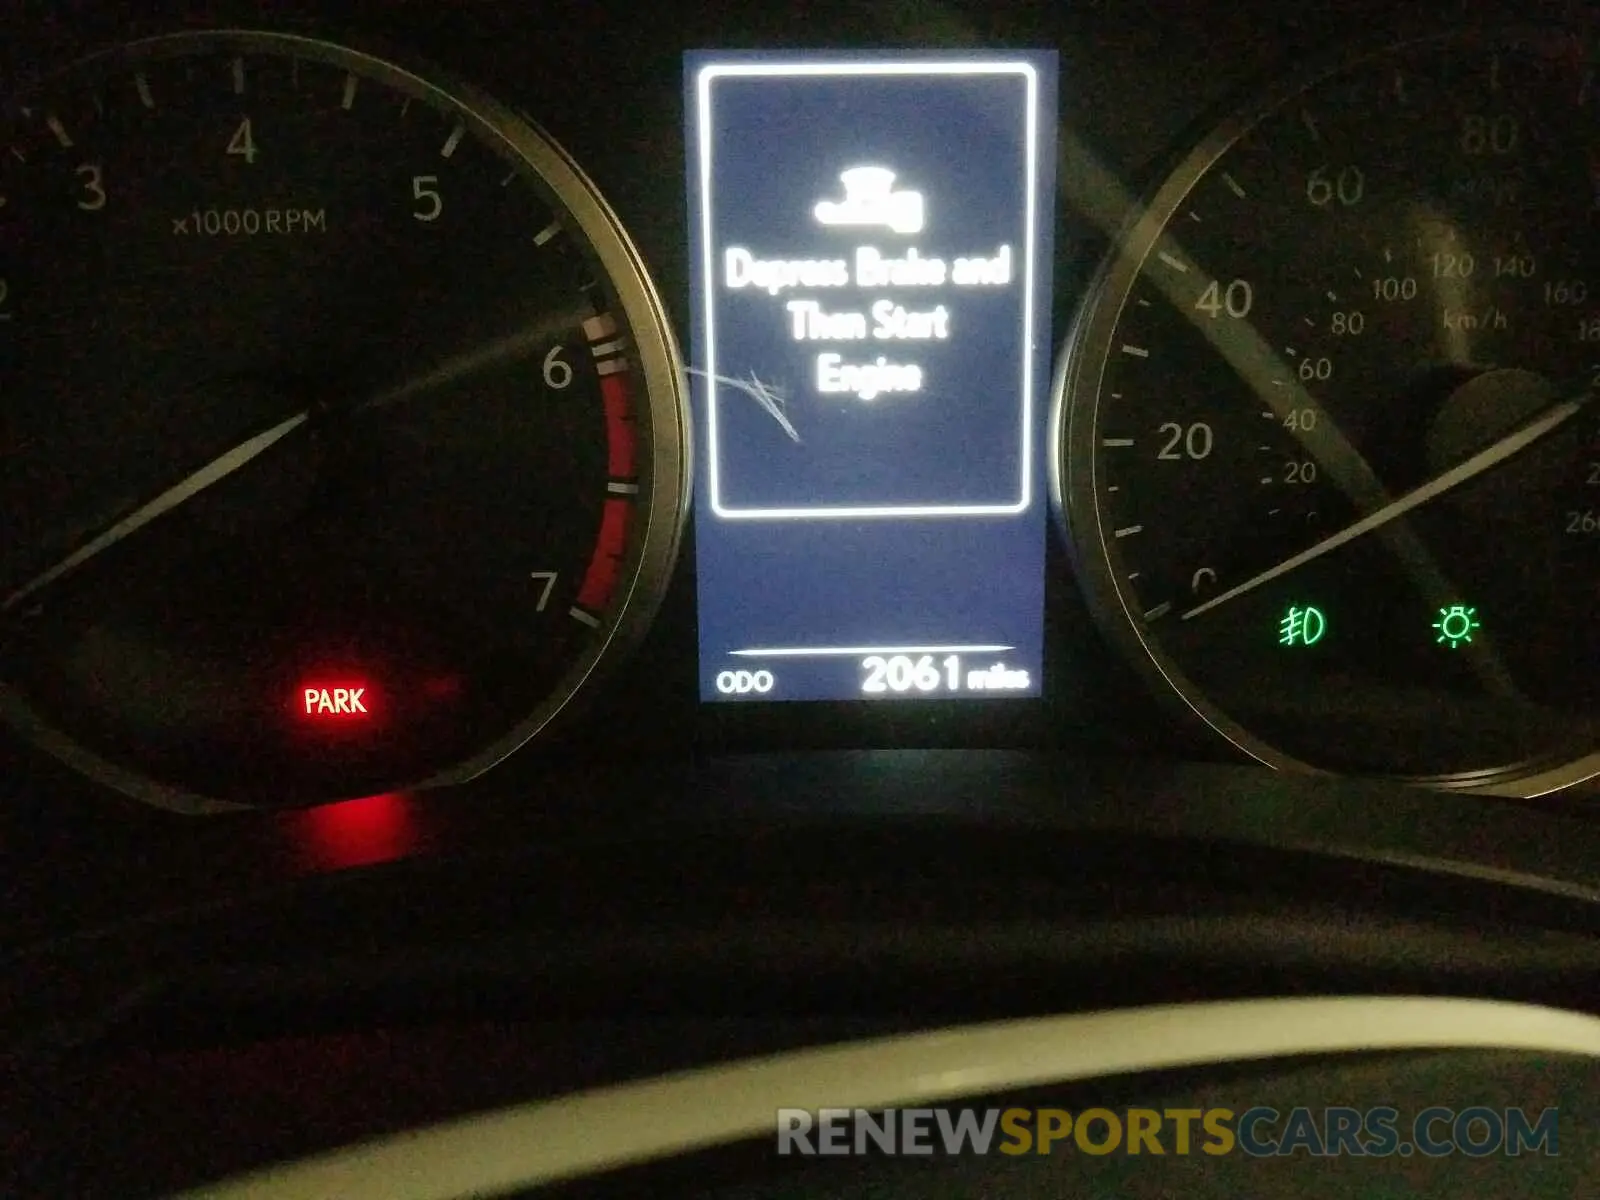 3
4
5
x1000RPM
6
7
PARK
Depress Brake and
Then Start
Engine
ODO 2061 miles
80
60
40
20
0
120 140
100
160
80
km/h
60
40
20
RENEWSPORTSCARS.COM